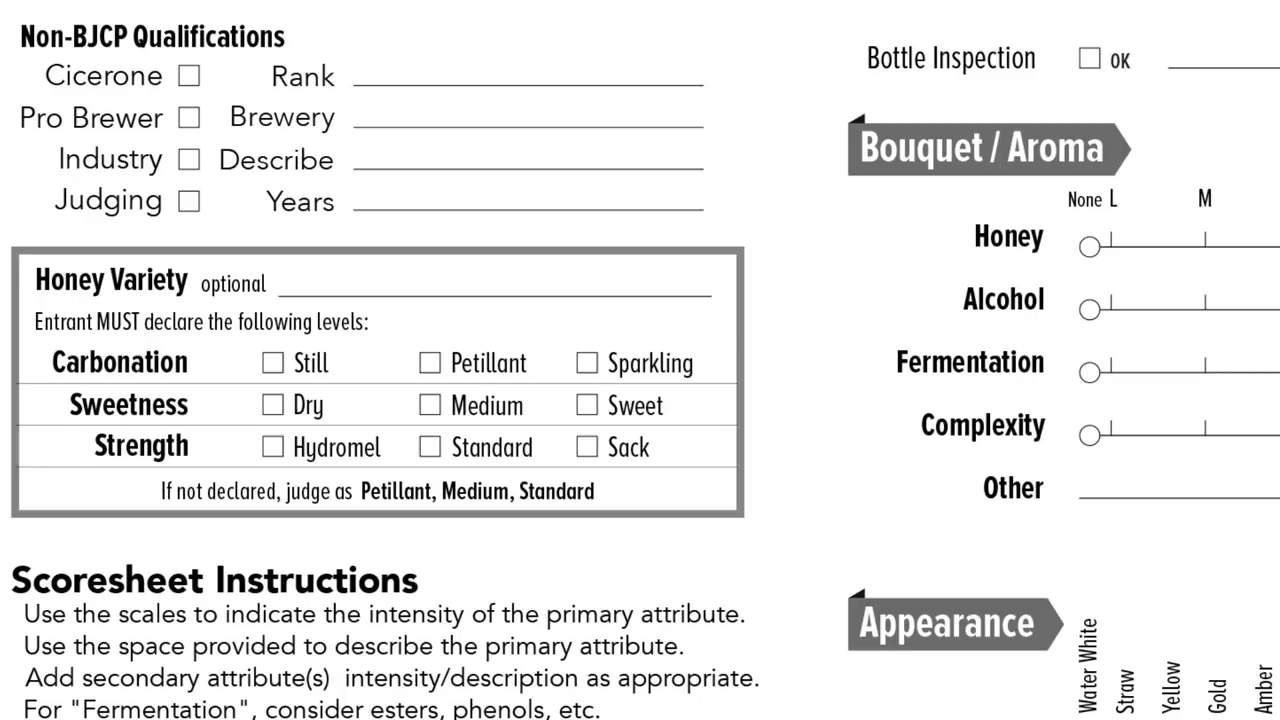 Non-BJCP Qualifications
Cicerone Rank
Pro Brewer Brewery
Industry Describe
Judging Years
Honey Variety optional
Entrant MUST declare the following levels:
Carbonation Still Petillant Sparkling
Sweetness Dry Medium Sweet
Strength Hydromel Standard Sack
If not declared, judge as Petillant, Medium, Standard
Scoresheet Instructions
Use the scales to indicate the intensity of the primary attribute.
Use the space provided to describe the primary attribute.
Add secondary attribute(s) intensity/description as appropriate.
For "Fermentation", consider esters, phenols, etc.
Bottle Inspection OK
Bouquet / Aroma
None L M
Honey
Alcohol
Fermentation
Complexity
Other
Appearance
Water White
Straw
Yellow
Gold
Amber